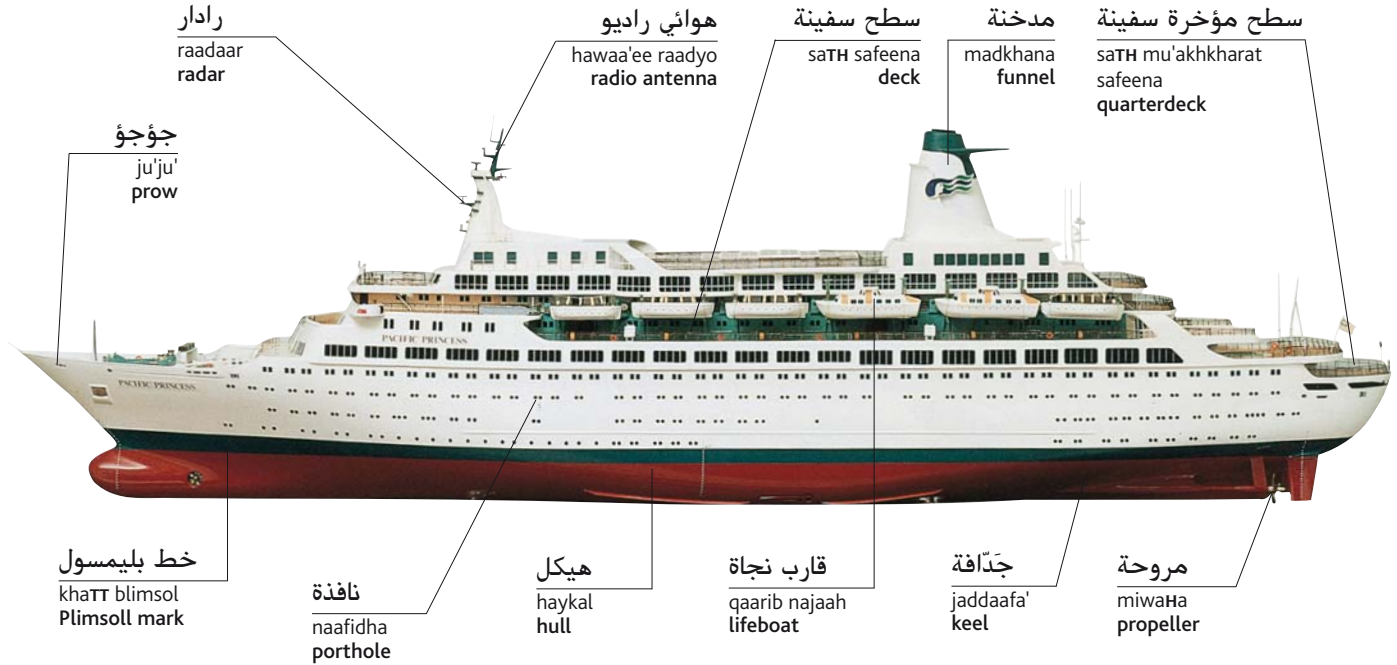 رادار
raadaar
radar
هوائي راديو
hawaa'ee raadyo
radio antenna
سطح سفينة
saTH safeena
deck
مدخنة
madkhana
funnel
سطح مؤخرة سفينة
saTH mu'akhkharat
safeena
quarterdeck
جؤجؤ
ju'ju'
prow
PACIFIC PRINCESS
PACIFIC PRINCESS
خط بليمسول
khaTT blimsol
Plimsoll mark
نافذة
naafidha
porthole
هيكل
haykal
hull
قارب نجاة
qaarib najaah
lifeboat
جَدّافة
jaddaafa'
keel
مروحة
miwaHa
propeller